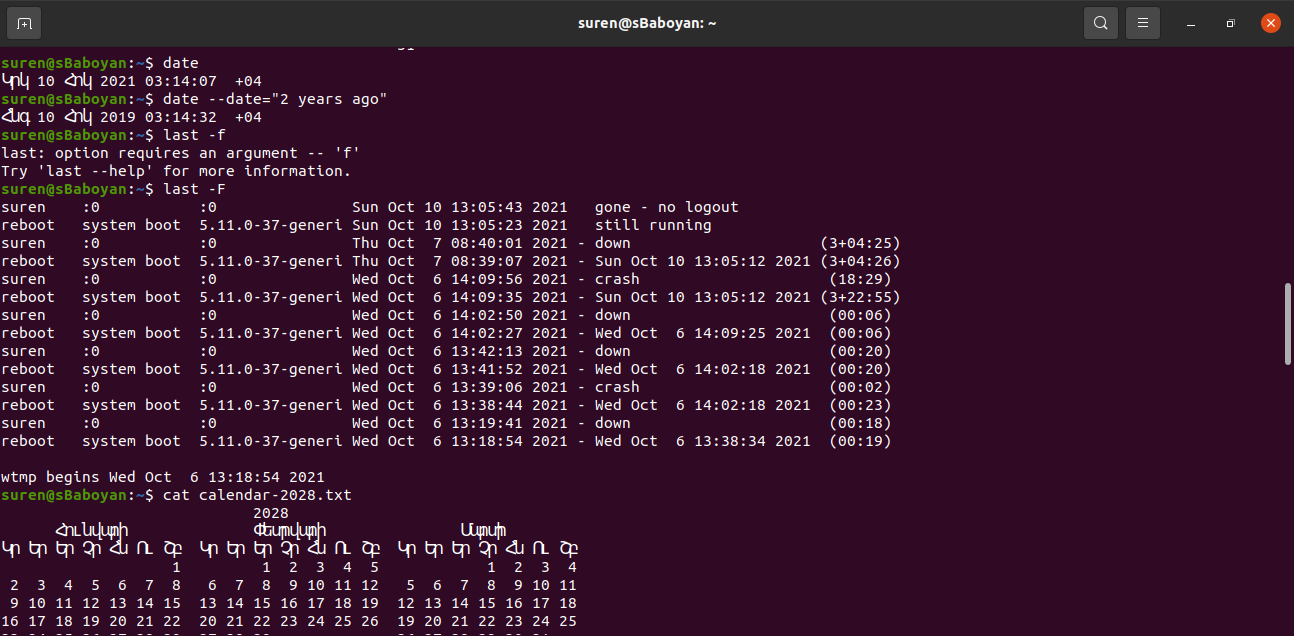 suren@sBaboyan: ~
suren@sBaboyan:~$ date
Կրկ 10 Հոկ 2021 03:14:07  +04
suren@sBaboyan:~$ date --date="2 years ago"
Հնգ 10 Հոկ 2019 03:14:32  +04
suren@sBaboyan:~$ last -f
last: option requires an argument -- 'f'
Try 'last --help' for more information.
suren@sBaboyan:~$ last -F
suren    :0           :0               Sun Oct 10 13:05:43 2021   gone - no logout
reboot   system boot  5.11.0-37-generi Sun Oct 10 13:05:23 2021   still running
suren    :0           :0               Thu Oct  7 08:40:01 2021 - down                     (3+04:25)
reboot   system boot  5.11.0-37-generi Thu Oct  7 08:39:07 2021 - Sun Oct 10 13:05:12 2021 (3+04:26)
suren    :0           :0               Wed Oct  6 14:09:56 2021 - crash                     (18:29)
reboot   system boot  5.11.0-37-generi Wed Oct  6 14:09:35 2021 - Sun Oct 10 13:05:12 2021 (3+22:55)
suren    :0           :0               Wed Oct  6 14:02:50 2021 - down                      (00:06)
reboot   system boot  5.11.0-37-generi Wed Oct  6 14:02:27 2021 - Wed Oct  6 14:09:25 2021  (00:06)
suren    :0           :0               Wed Oct  6 13:42:13 2021 - down                      (00:20)
reboot   system boot  5.11.0-37-generi Wed Oct  6 13:41:52 2021 - Wed Oct  6 14:02:18 2021  (00:20)
suren    :0           :0               Wed Oct  6 13:39:06 2021 - crash                     (00:02)
reboot   system boot  5.11.0-37-generi Wed Oct  6 13:38:44 2021 - Wed Oct  6 14:02:18 2021  (00:23)
suren    :0           :0               Wed Oct  6 13:19:41 2021 - down                      (00:18)
reboot   system boot  5.11.0-37-generi Wed Oct  6 13:18:54 2021 - Wed Oct  6 13:38:34 2021  (00:19)
wtmp begins Wed Oct  6 13:18:54 2021
suren@sBaboyan:~$ cat calendar-2028.txt
2028
Հունվարի Փետրվարի Մարտի
Կր Եր Եր Չր Հն Ու Շբ  Կր Եր Եր Չր Հն Ու Շբ  Կր Եր Եր Չր Հն Ու Շբ
1         1  2  3  4  5            1  2  3  4
2  3  4  5  6  7  8   6  7  8  9 10 11 12   5  6  7  8  9 10 11
9 10 11 12 13 14 15  13 14 15 16 17 18 19  12 13 14 15 16 17 18
16 17 18 19 20 21 22  20 21 22 23 24 25 26  19 20 21 22 23 24 25